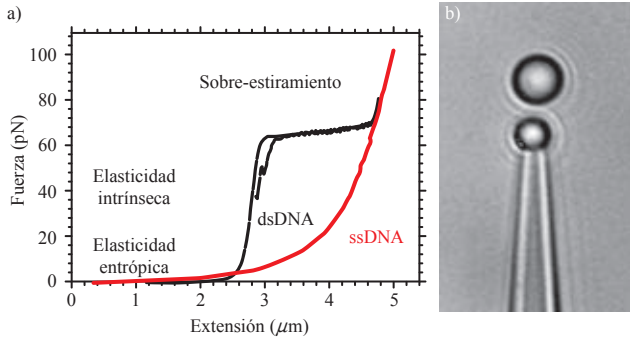 a)
b)
100
80
60
40
20
0
Fuerza (pN)
Sobre-estiramiento
Elasticidad
intrínseca
Elasticidad
entrópica
dsDNA
ssDNA
0 1 2 3 4 5
Extensión (μm)